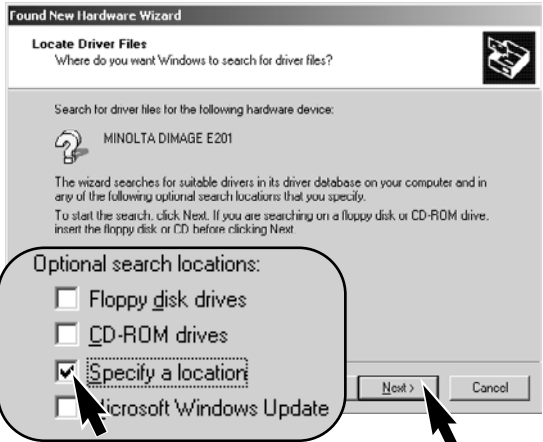 Found New Hardware Wizard
Locate Driver Files
Where do you want Windows to search for driver files?
Search for driver files for the following hardware device:
MINOLTA DIMAGE E201
The wizard searches for suitable drivers in its driver database on your computer and in
any of the following optional search locations that you specify.
To start the search, click Next. If you are searching on a floppy disk or CD-ROM drive,
insert the floppy disk or CD before clicking Next.
Optional search locations:
Floppy disk drives
CD-ROM drives
Specify a location
Microsoft Windows Update
Next >
Cancel